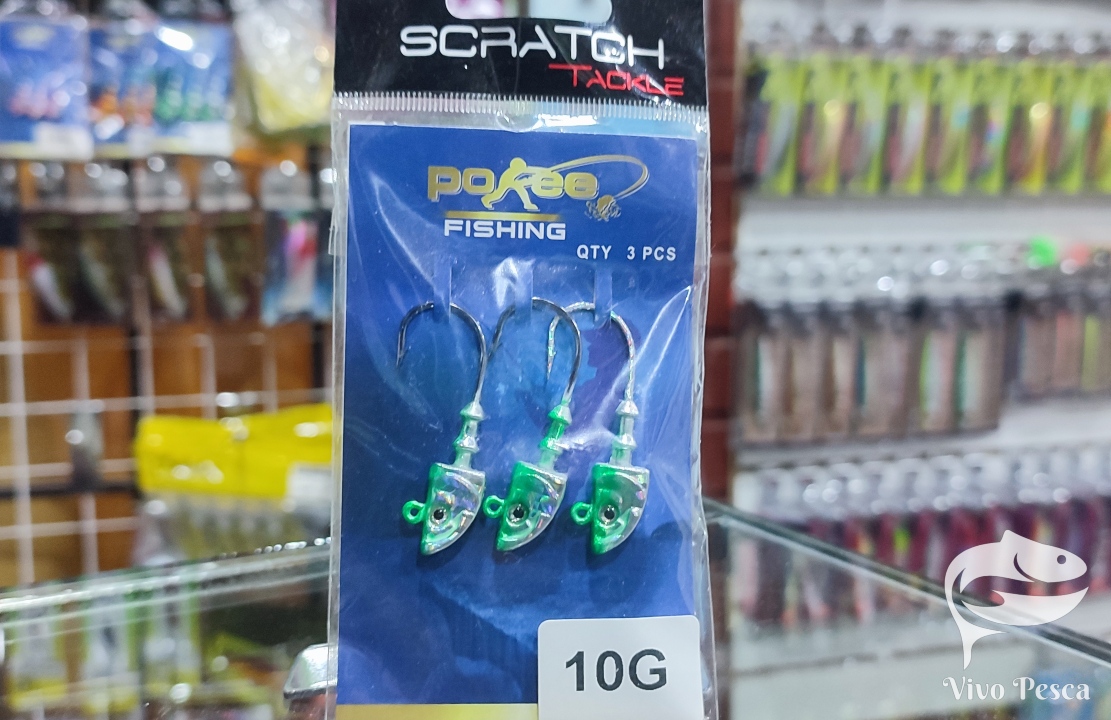 SCRATCH
TACKLE
pokee
FISHING
QTY 3 PCS
10G
Vivo Pesca